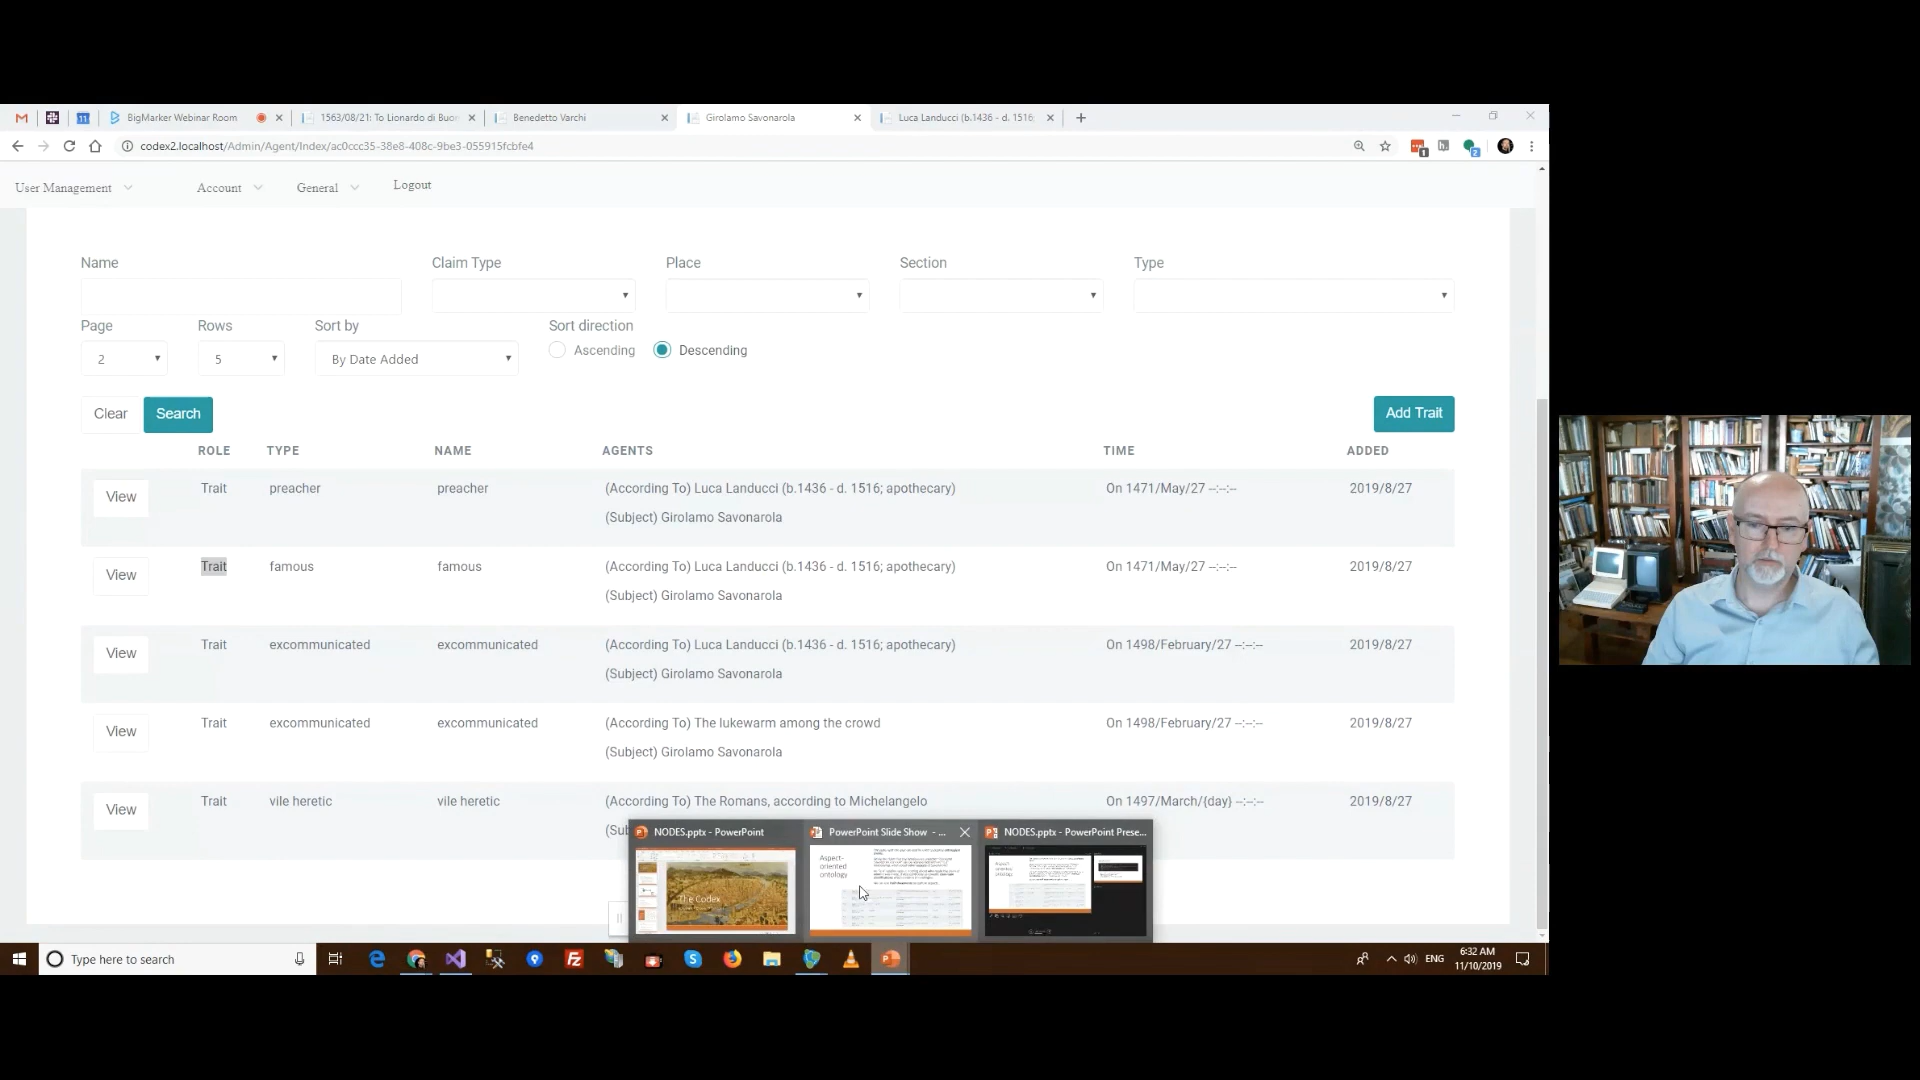 BigMarker Webinar Room
1563/08/21: To Lionardo di Buon
Benedetto Varchi
Girolamo Savonarola
Luca Landucci (b.1436 - d. 1516;
codex2.localhost/Admin/Agent/Index/ac0ccc35-38e8-408c-9be3-055915fcbfe4
User Management Account General Logout
Name Claim Type Place Section Type
Page Rows Sort by Sort direction
2 5 By Date Added Ascending Descending
Clear Search Add Trait
ROLE TYPE NAME AGENTS TIME ADDED
View Trait preacher preacher (According To) Luca Landucci (b.1436 - d. 1516; apothecary) On 1471/May/27 --:--:-- 2019/8/27
(Subject) Girolamo Savonarola
View Trait famous famous (According To) Luca Landucci (b.1436 - d. 1516; apothecary) On 1471/May/27 --:--:-- 2019/8/27
(Subject) Girolamo Savonarola
View Trait excommunicated excommunicated (According To) Luca Landucci (b.1436 - d. 1516; apothecary) On 1498/February/27 --:--:-- 2019/8/27
(Subject) Girolamo Savonarola
View Trait excommunicated excommunicated (According To) The lukewarm among the crowd On 1498/February/27 --:--:-- 2019/8/27
(Subject) Girolamo Savonarola
View Trait vile heretic vile heretic (According To) The Romans, according to Michelangelo On 1497/March/{day} --:--:-- 2019/8/27
(Sub
NODES.pptx - PowerPoint
PowerPoint Slide Show - ...
NODES.pptx - PowerPoint Prese...
The Codex
Aspect-
oriented
ontology
Type here to search
ENG
6:32 AM
11/10/2019